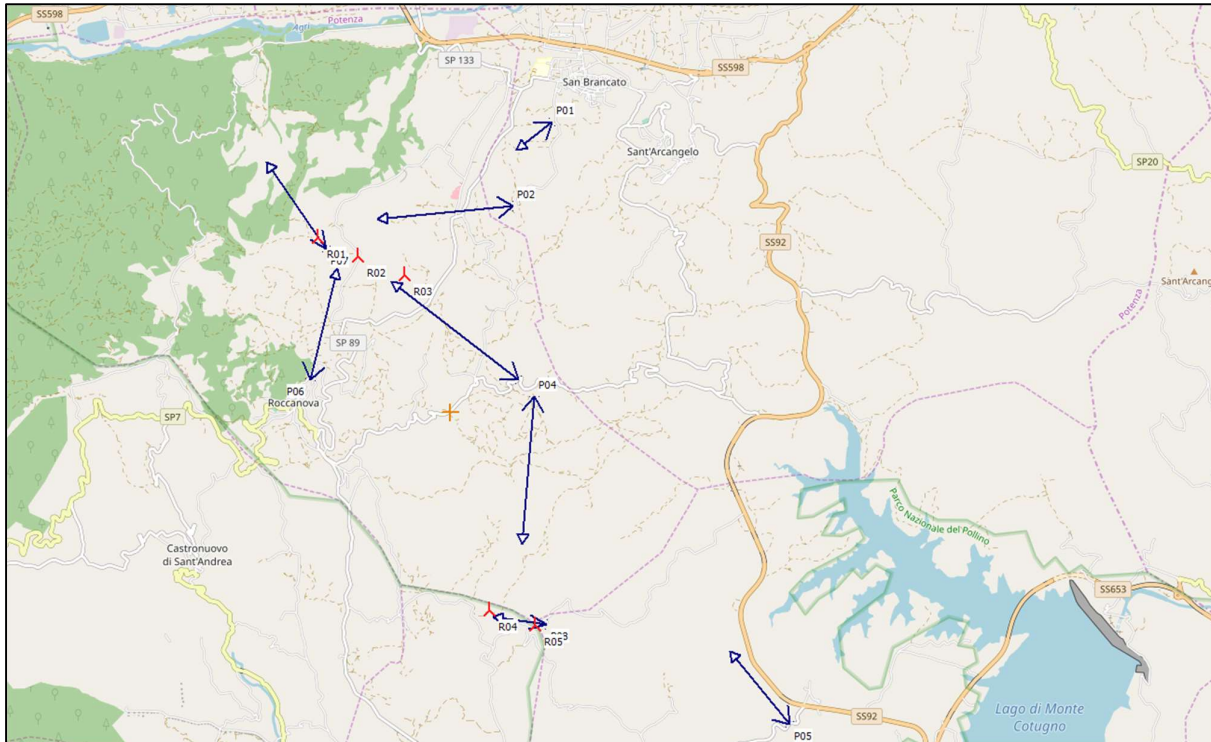 SS598
Potenza
Agri
SP 133
San Brancato
SS598
P01
Sant'Arcangelo
SP20
P02
SS92
Potenza
Sant'Arcang
R01
R02
R03
SP 89
P06
Roccanova
P04
SP7
Parco Nazionale del Pollino
Castronuovo
di Sant'Andrea
SS653
R04
R05
SS92
Lago di Monte
Cotugno
P05